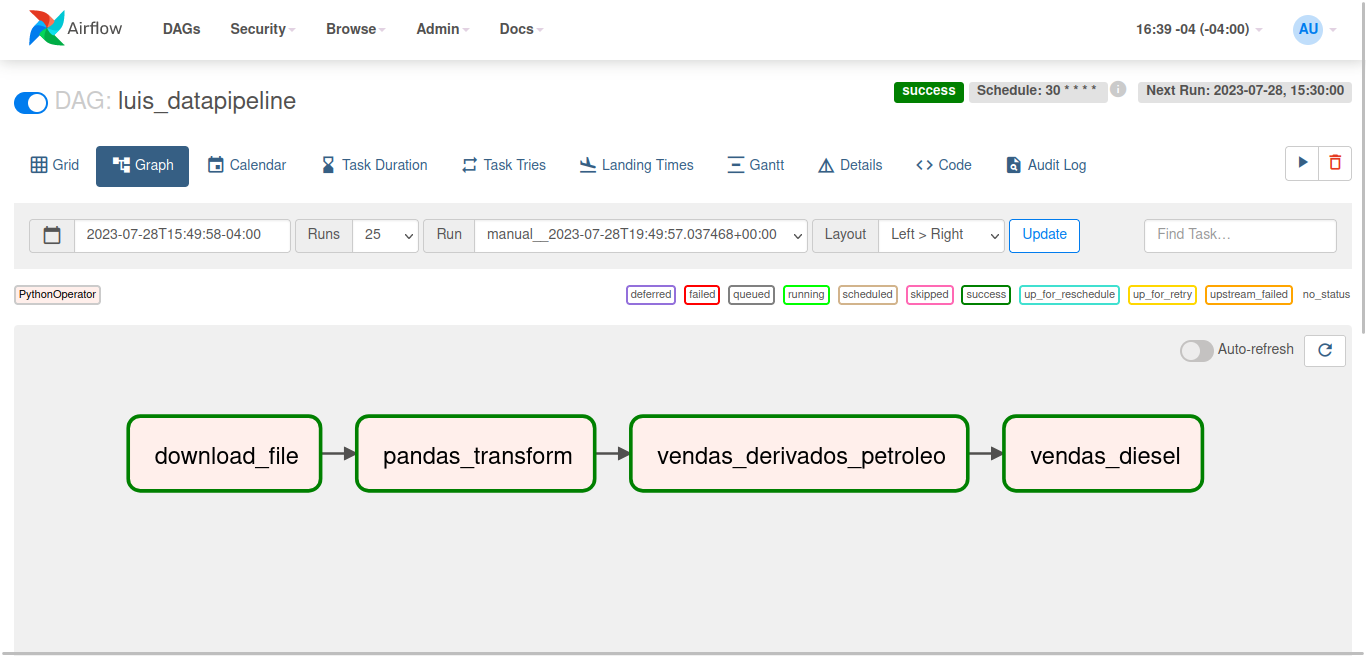 Airflow DAGs Security Browse Admin Docs 16:39 -04 (-04:00) AU
DAG: luis_datapipeline success Schedule: 30 * * * * i Next Run: 2023-07-28, 15:30:00
Grid Graph Calendar Task Duration Task Tries Landing Times Gantt Details Code Audit Log
2023-07-28T15:49:58-04:00 Runs 25 Run manual__2023-07-28T19:49:57.037468+00:00 Layout Left > Right Update Find Task...
PythonOperator deferred failed queued running scheduled skipped success up_for_reschedule up_for_retry upstream_failed no_status
Auto-refresh
download_file pandas_transform vendas_derivados_petroleo vendas_diesel